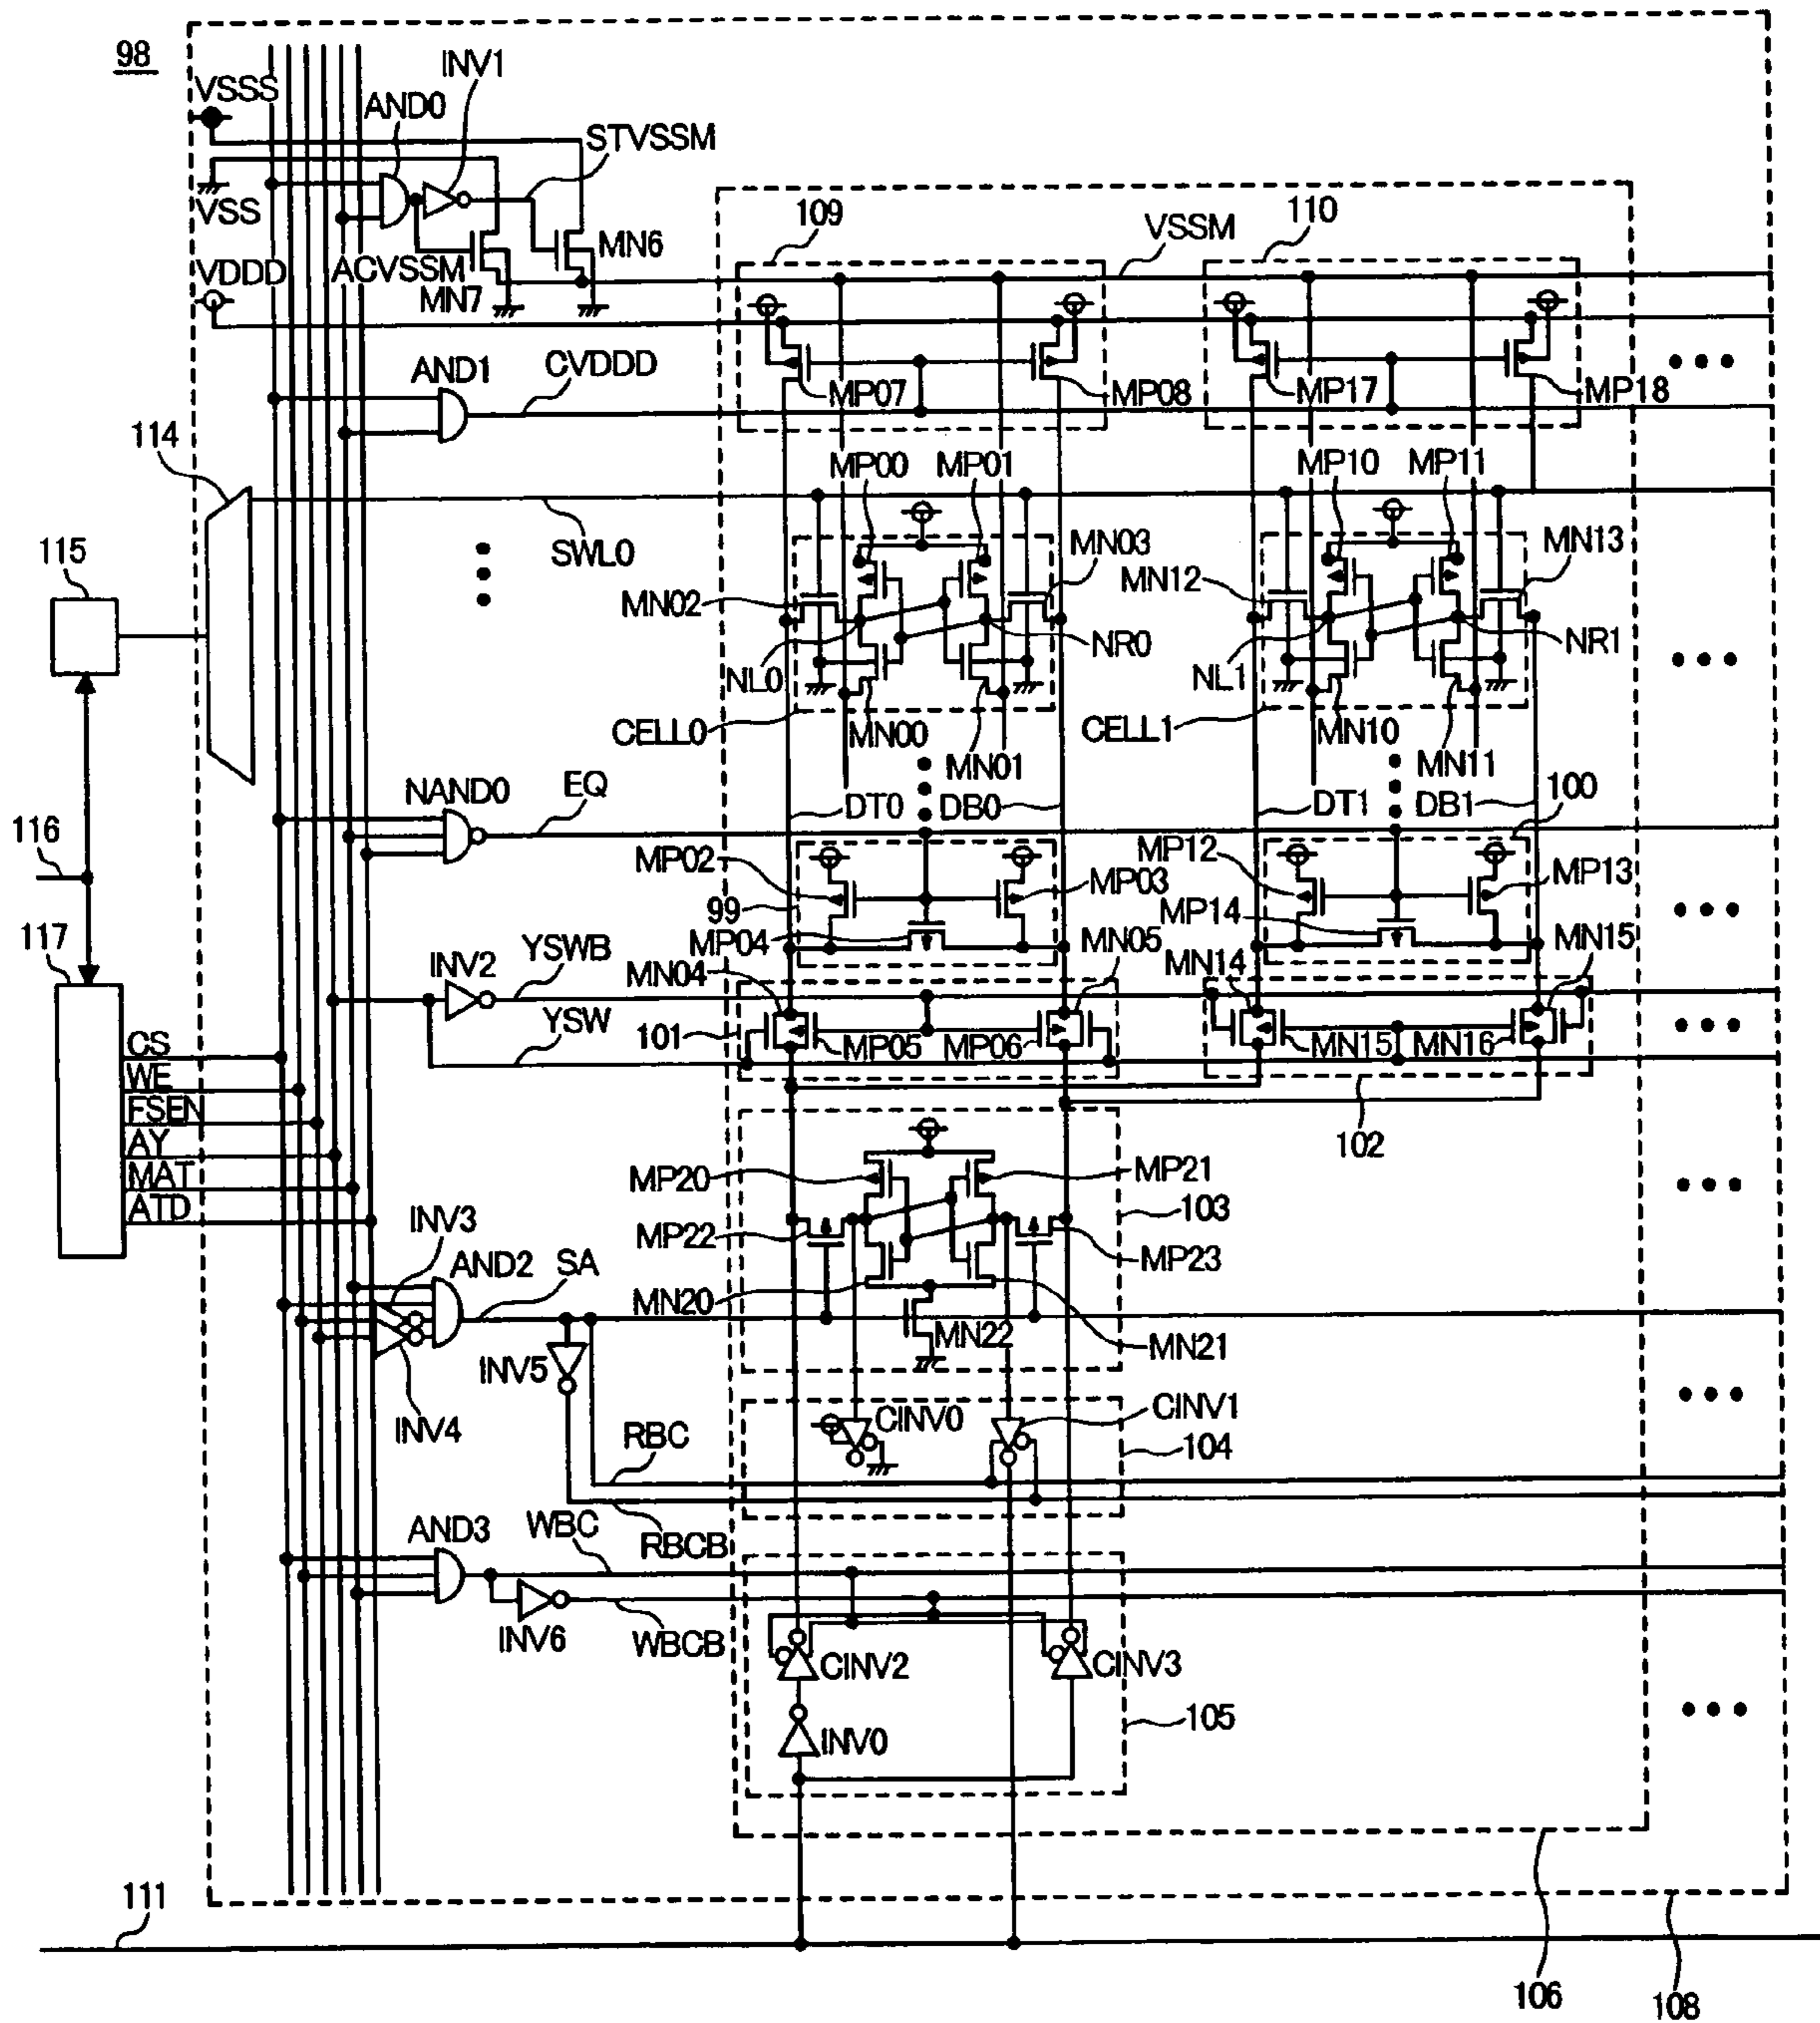 98
VSSS
INV1
AND0
STVSSM
VSS
MN6
109
VSSM
110
VDDD
ACVSSM
MN7
AND1
CVDDD
MP07
MP08
MP17
MP18
114
MP00
MP01
MP10
MP11
115
SWL0
MN03
MN13
MN02
MN12
NL0
NR0
NL1
NR1
CELL0
MN00
CELL1
MN10
MN01
MN11
100
NAND0
EQ
DT0
DB0
DT1
DB1
116
MP02
MP03
MP12
MP13
99
MP04
MP14
117
INV2
YSWB
MN04
MN05
MN14
MN15
YSW
101
MP05
MP06
MN15
MN16
CS
WE
FSEN
AY
MAT
ATD
102
MP20
MP21
103
INV3
AND2
SA
MP22
MP23
MN20
MN22
MN21
INV5
INV4
CINV0
CINV1
RBC
104
AND3
WBC
RBCB
INV6
WBCB
CINV2
CINV3
INV0
105
111
106
108